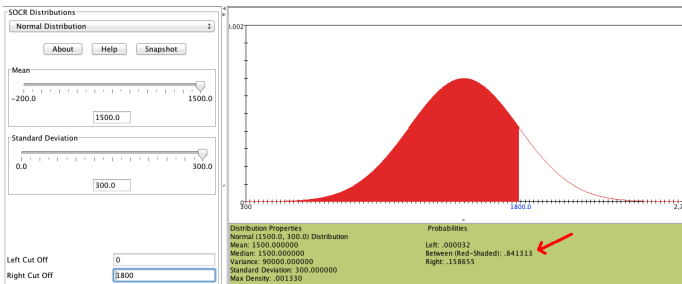 SOCR Distributions
Normal Distribution
About Help Snapshot
Mean
-200.0 1500.0
1500.0
Standard Deviation
0.0 300.0
300.0
Left Cut Off 0
Right Cut Off 1800
.002
300 1800.0
Distribution Properties
Normal (1500.0, 300.0) Distribution
Mean: 1500.000000
Median: 1500.000000
Variance: 90000.000000
Standard Deviation: 300.000000
Max Density: .001330
Probabilities
Left: .000032
Between (Red-Shaded): .841313
Right: .158655